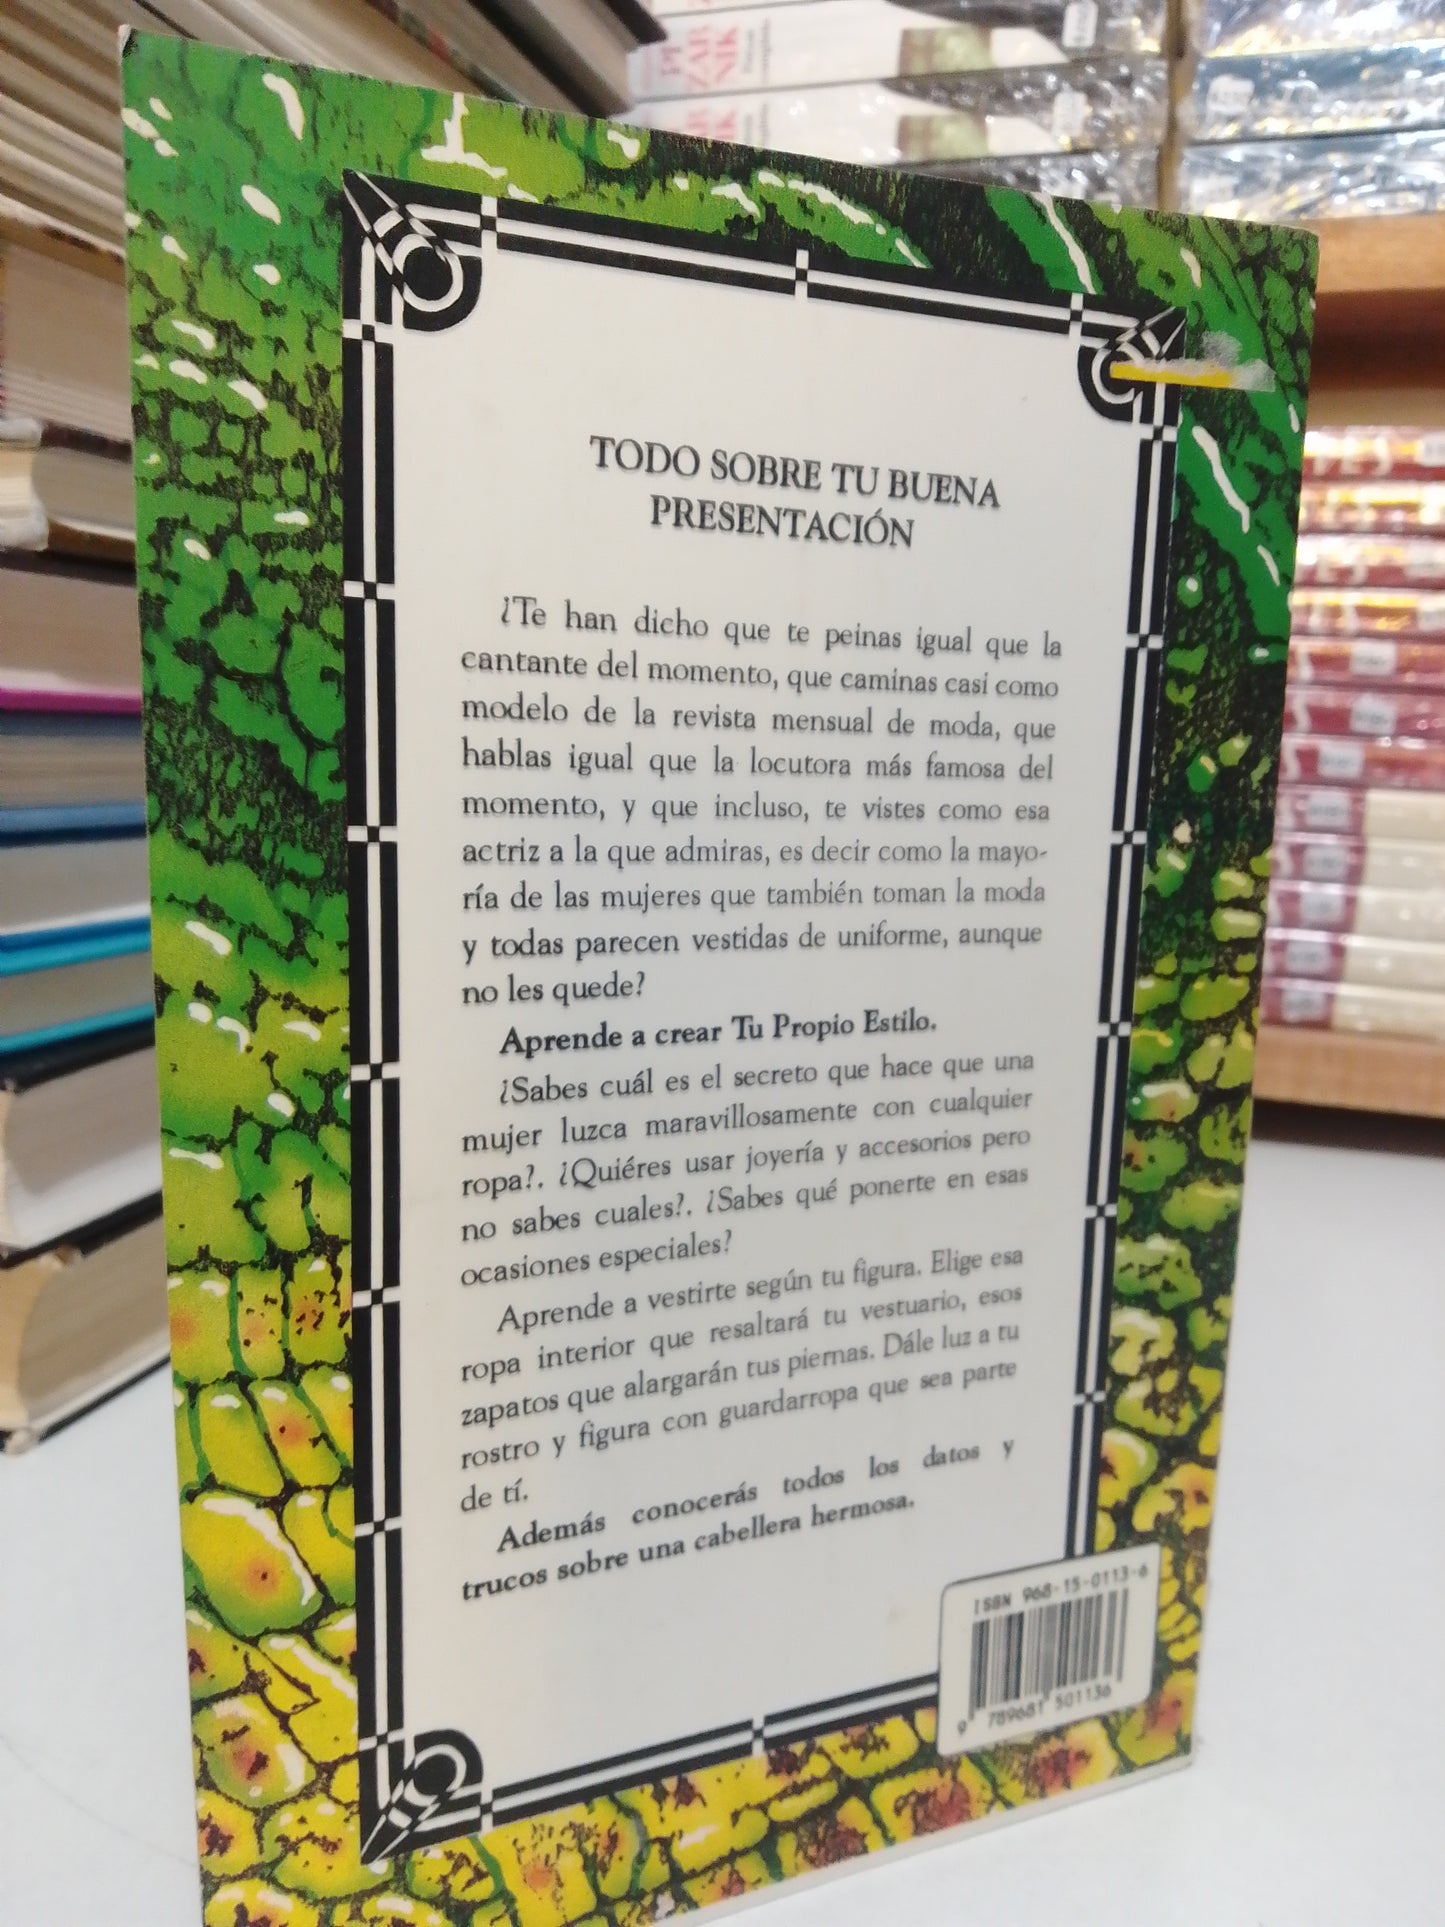 TODO SOBRE TU BUENA
PRESENTACIÓN
¿Te han dicho que te peinas igual que la
cantante del momento, que caminas casi como
modelo de la revista mensual de moda, que
hablas igual que la locutora más famosa del
momento, y que incluso, te vistes como esa
actriz a la que admiras, es decir como la mayo-
ría de las mujeres que también toman la moda
y todas parecen vestidas de uniforme, aunque
no les quede?
Aprende a crear Tu Propio Estilo.
¿Sabes cuál es el secreto que hace que una
mujer luzca maravillosamente con cualquier
ropa?. ¿Quiéres usar joyería y accesorios pero
no sabes cuales?. ¿Sabes qué ponerte en esas
ocasiones especiales?
Aprende a vestirte según tu figura. Elige esa
ropa interior que resaltará tu vestuario, esos
zapatos que alargarán tus piernas. Dále luz a tu
rostro y figura con guardarropa que sea parte
de tí.
Además conocerás todos los datos y
trucos sobre una cabellera hermosa.
ISBN 968-15-0113-6
9 789681 501136